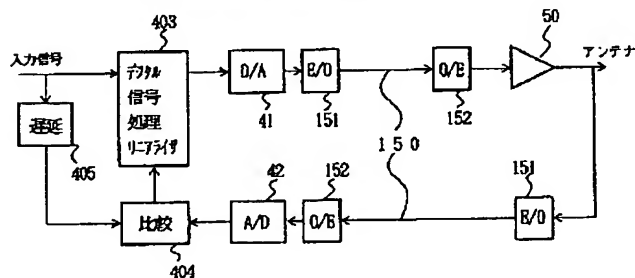 403
50
入力信号
デジタル
信号
処理
リニアライザ
D/A
E/O
O/E
アンテナ
41
151
152
150
遅延
405
比較
404
42
A/D
152
O/E
151
E/O